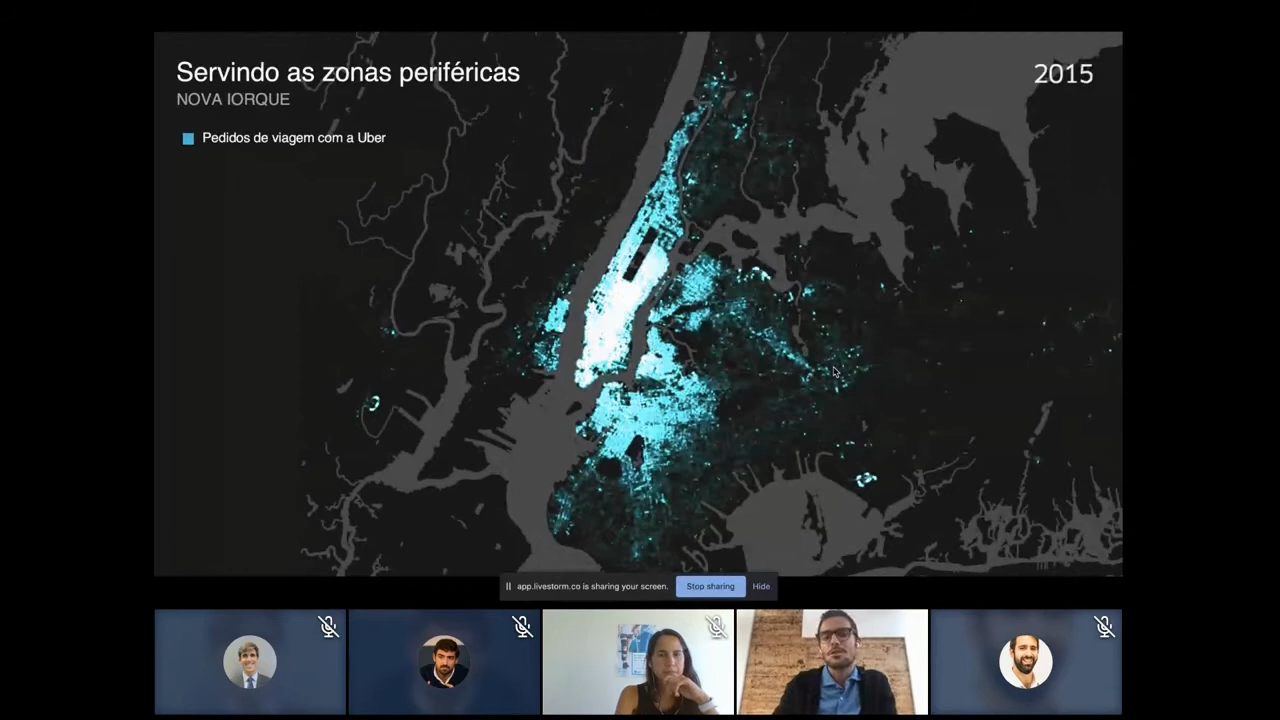 Servindo as zonas periféricas
2015
NOVA IORQUE
Pedidos de viagem com a Uber
app.livestorm.co is sharing your screen.
Stop sharing
Hide